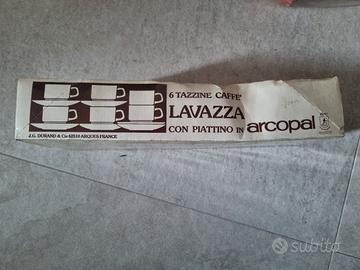 6 TAZZINE CAFFE'
LAVAZZA
CON PIATTINO IN arcopal
J.G. DURAND & Cie 62510 ARQUES FRANCE
subito